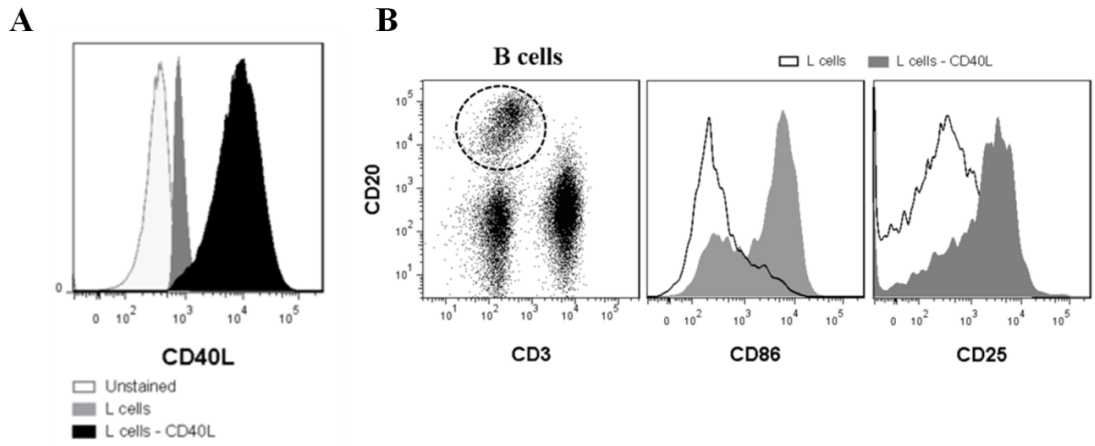 A
0
0 10² 10³ 10⁴ 10⁵
CD40L
Unstained
L cells
L cells - CD40L
B
B cells
L cells L cells - CD40L
CD20
10⁵
10⁴
10³
10²
10¹
10¹ 10² 10³ 10⁴ 10⁵
CD3
0 10² 10³ 10⁴ 10⁵
CD86
0 10² 10³ 10⁴ 10⁵
CD25